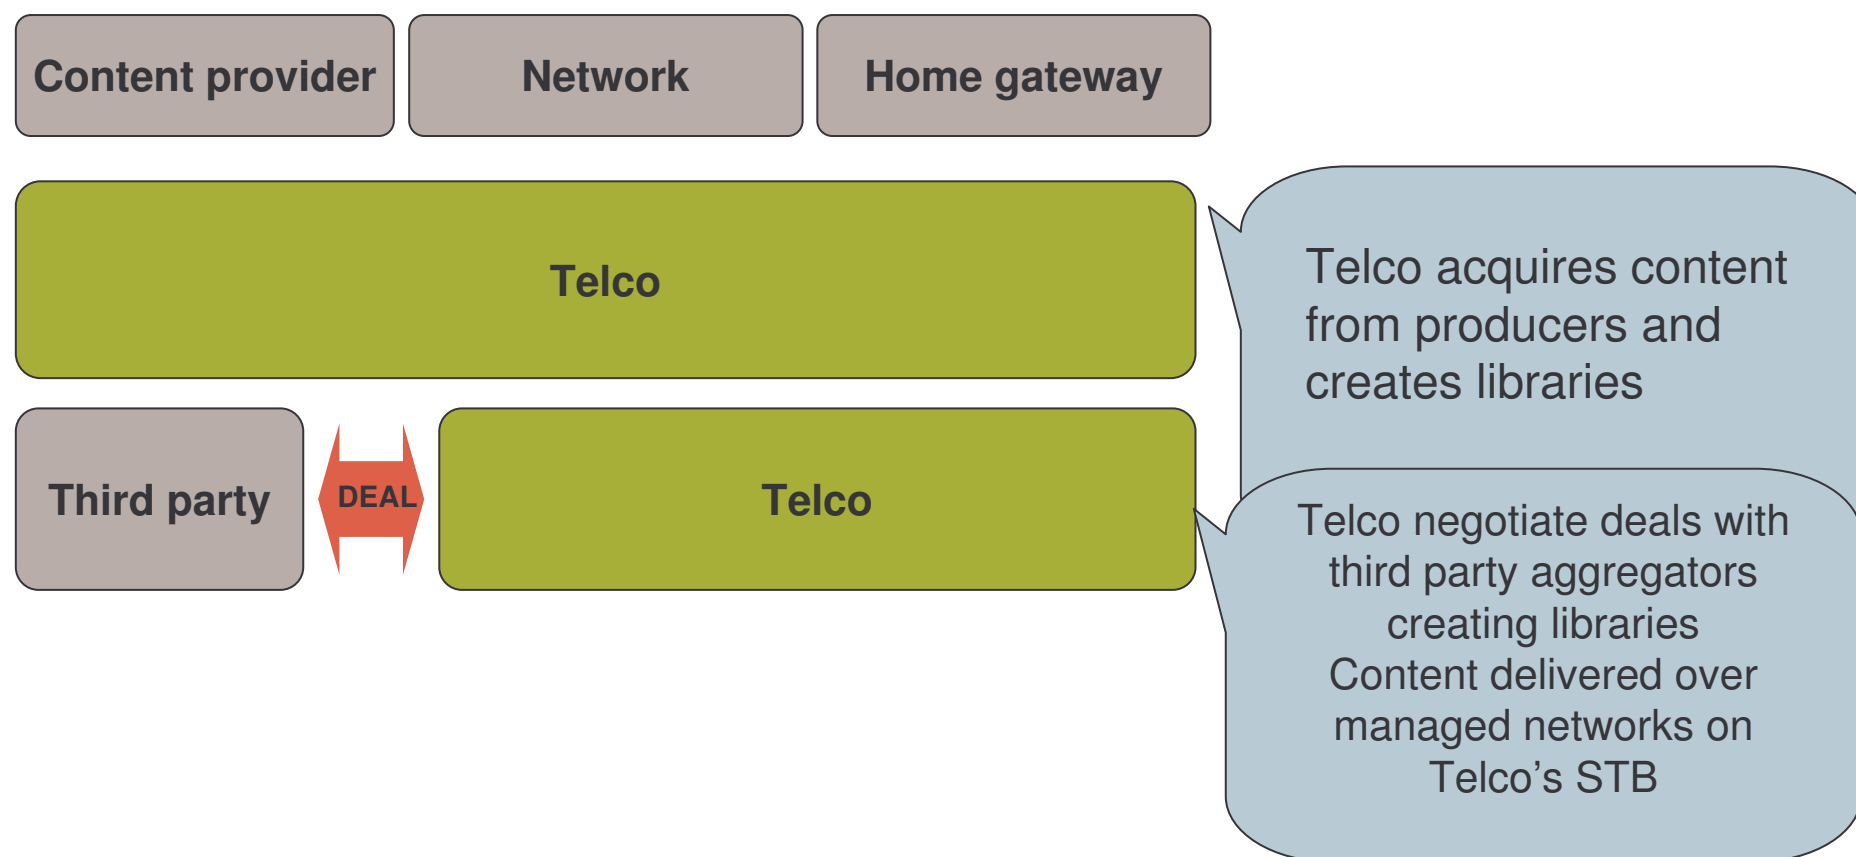 Content provider
Network
Home gateway
Telco
Telco acquires content
from producers and
creates libraries
Third party
DEAL
Telco
Telco negotiate deals with
third party aggregators
creating libraries
Content delivered over
managed networks on
Telco’s STB